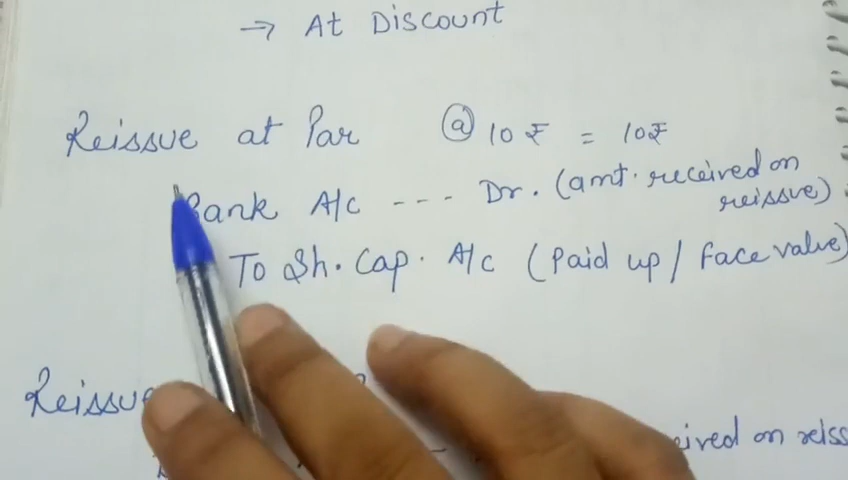 → At Discount
Reissue at Par @ 10 ₹ = 10₹
Bank A/c --- Dr. (amt. received on reissue)
To Sh. Cap. A/c (Paid up / Face value)
Reissue
on reiss